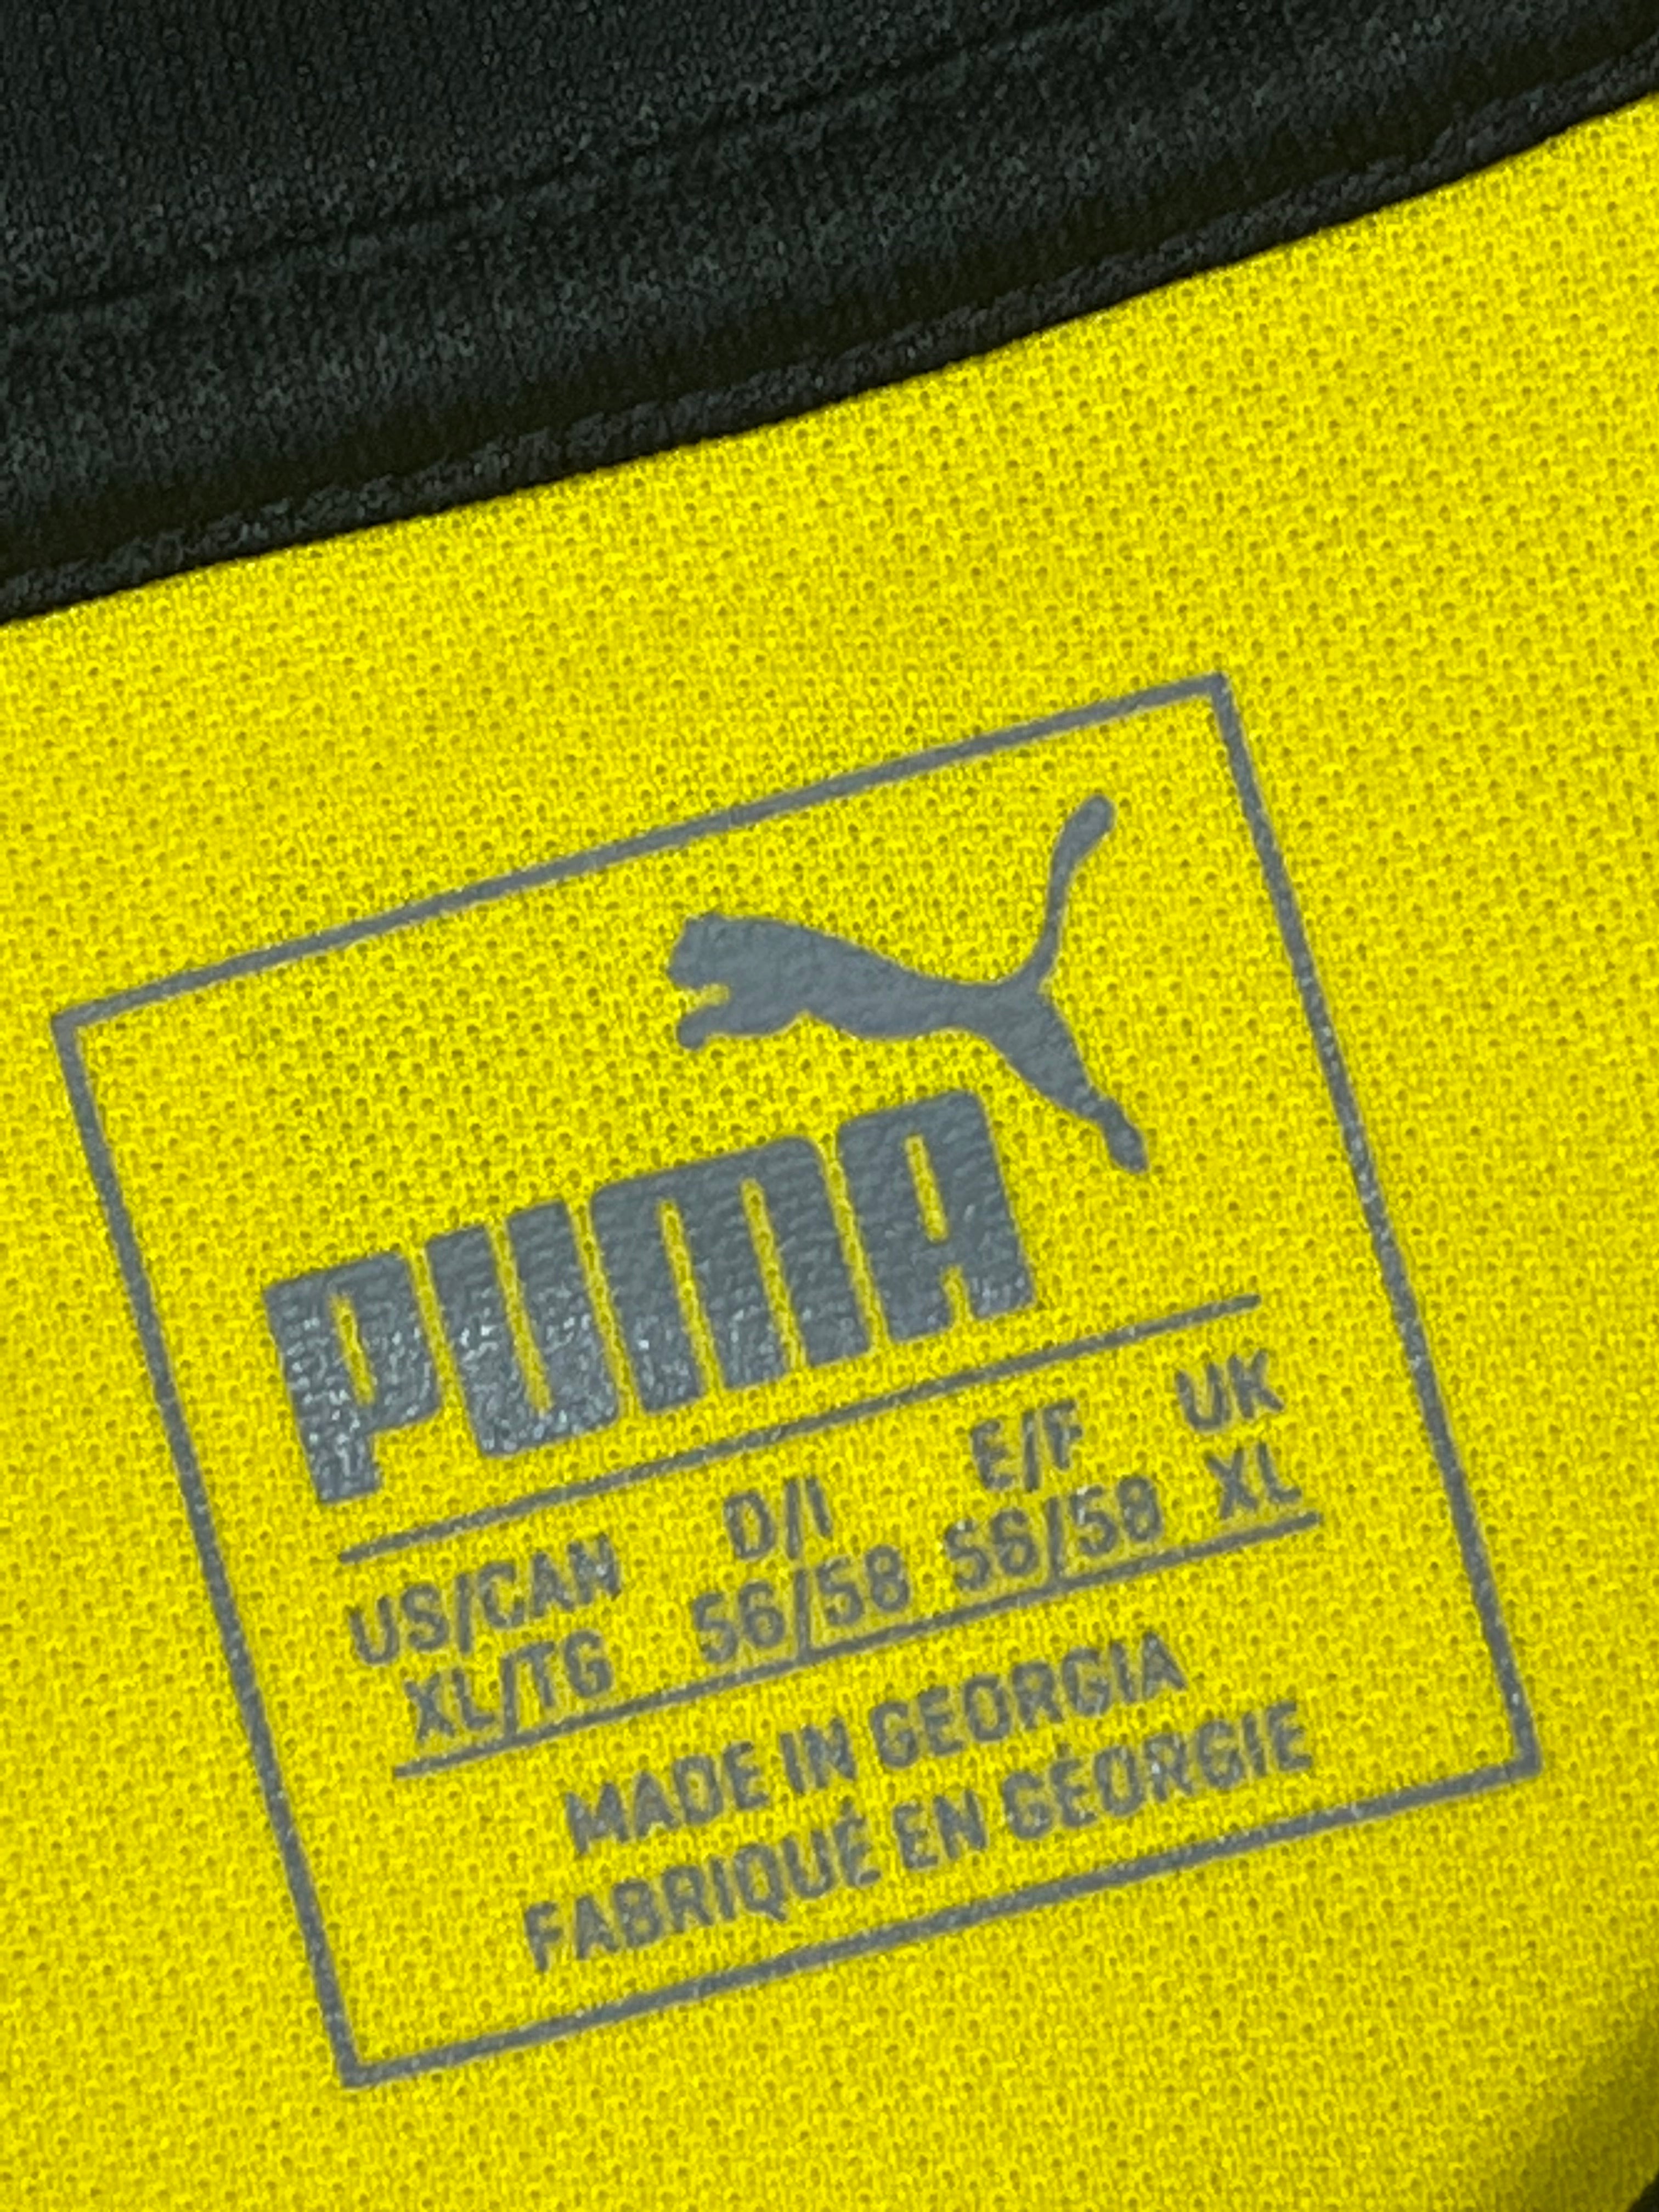 PUMA
US/CAN D/I E/F UK
XL/TG 56/58 56/58 XL
MADE IN GEORGIA
FABRIQUÉ EN GÉORGIE